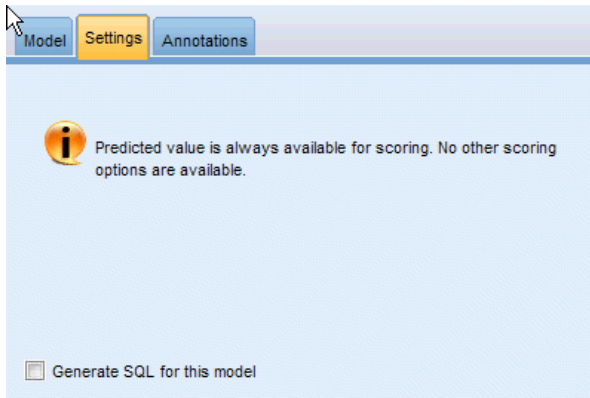 Model Settings Annotations
Predicted value is always available for scoring. No other scoring
options are available.
Generate SQL for this model